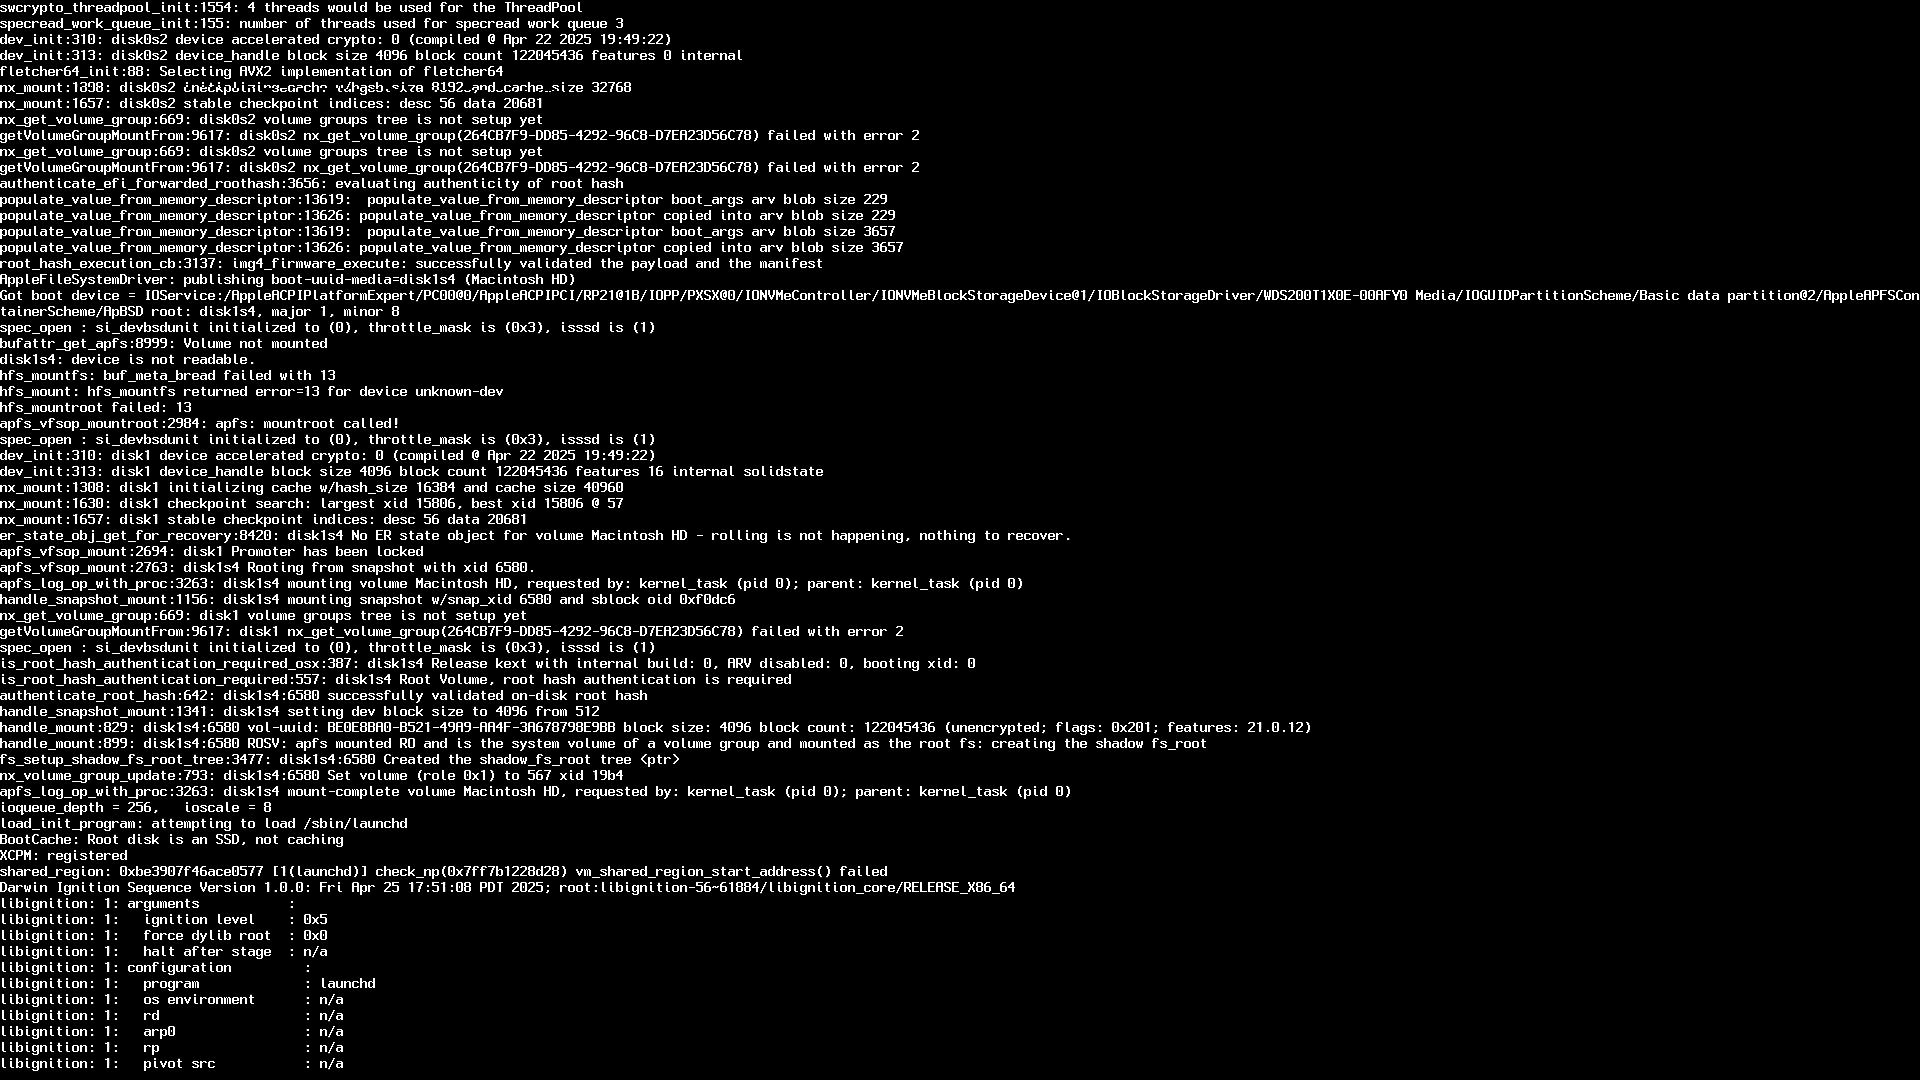 swcrypto_threadpool_init:1554: 4 threads would be used for the ThreadPool
specread_work_queue_init:155: number of threads used for specread work queue 3
dev_init:310: disk0s2 device accelerated crypto: 0 (compiled @ Apr 22 2025 19:49:22)
dev_init:313: disk0s2 device_handle block size 4096 block count 122045436 features 0 internal
fletcher64_init:88: Selecting AVX2 implementation of fletcher64
disk0s2 size 32768
nx_mount:1657: disk0s2 stable checkpoint indices: desc 56 data 20681
nx_get_volume_group:669: disk0s2 volume groups tree is not setup yet
getVolumeGroupMountFrom:9617: disk0s2 nx_get_volume_group(264CB7F9-DD85-4292-96C8-D7EA23D56C78) failed with error 2
nx_get_volume_group:669: disk0s2 volume groups tree is not setup yet
getVolumeGroupMountFrom:9617: disk0s2 nx_get_volume_group(264CB7F9-DD85-4292-96C8-D7EA23D56C78) failed with error 2
authenticate_efi_forwarded_roothash:3656: evaluating authenticity of root hash
populate_value_from_memory_descriptor:13619:  populate_value_from_memory_descriptor boot_args arv blob size 229
populate_value_from_memory_descriptor:13626: populate_value_from_memory_descriptor copied into arv blob size 229
populate_value_from_memory_descriptor:13619:  populate_value_from_memory_descriptor boot_args arv blob size 3657
populate_value_from_memory_descriptor:13626: populate_value_from_memory_descriptor copied into arv blob size 3657
root_hash_execution_cb:3137: img4_firmware_execute: successfully validated the payload and the manifest
AppleFileSystemDriver: publishing boot-uuid-media=disk1s4 (Macintosh HD)
Got boot device = IOService:/AppleACPIPlatformExpert/PC00@0/AppleACPIPCI/RP21@1B/IOPP/PXSX@0/IONVMeController/IONVMeBlockStorageDevice@1/IOBlockStorageDriver/WDS200T1X0E-00AFY0 Media/IOGUIDPartitionScheme/Basic data partition@2/AppleAPFSCon
tainerScheme/ApBSD root: disk1s4, major 1, minor 8
spec_open : si_devbsdunit initialized to (0), throttle_mask is (0x3), isssd is (1)
bufattr_get_apfs:8999: Volume not mounted
disk1s4: device is not readable.
hfs_mountfs: buf_meta_bread failed with 13
hfs_mount: hfs_mountfs returned error=13 for device unknown-dev
hfs_mountroot failed: 13
apfs_vfsop_mountroot:2984: apfs: mountroot called!
spec_open : si_devbsdunit initialized to (0), throttle_mask is (0x3), isssd is (1)
dev_init:310: disk1 device accelerated crypto: 0 (compiled @ Apr 22 2025 19:49:22)
dev_init:313: disk1 device_handle block size 4096 block count 122045436 features 16 internal solidstate
nx_mount:1308: disk1 initializing cache w/hash_size 16384 and cache size 40960
nx_mount:1630: disk1 checkpoint search: largest xid 15806, best xid 15806 @ 57
nx_mount:1657: disk1 stable checkpoint indices: desc 56 data 20681
er_state_obj_get_for_recovery:8420: disk1s4 No ER state object for volume Macintosh HD - rolling is not happening, nothing to recover.
apfs_vfsop_mount:2694: disk1 Promoter has been locked
apfs_vfsop_mount:2763: disk1s4 Rooting from snapshot with xid 6580.
apfs_log_op_with_proc:3263: disk1s4 mounting volume Macintosh HD, requested by: kernel_task (pid 0); parent: kernel_task (pid 0)
handle_snapshot_mount:1156: disk1s4 mounting snapshot w/snap_xid 6580 and sblock oid 0xf0dc6
nx_get_volume_group:669: disk1 volume groups tree is not setup yet
getVolumeGroupMountFrom:9617: disk1 nx_get_volume_group(264CB7F9-DD85-4292-96C8-D7EA23D56C78) failed with error 2
spec_open : si_devbsdunit initialized to (0), throttle_mask is (0x3), isssd is (1)
is_root_hash_authentication_required_osx:387: disk1s4 Release kext with internal build: 0, ARV disabled: 0, booting xid: 0
is_root_hash_authentication_required:557: disk1s4 Root Volume, root hash authentication is required
authenticate_root_hash:642: disk1s4:6580 successfully validated on-disk root hash
handle_snapshot_mount:1341: disk1s4 setting dev block size to 4096 from 512
handle_mount:829: disk1s4:6580 vol-uuid: BE0E8BA0-B521-49A9-AA4F-3A678798E9BB block size: 4096 block count: 122045436 (unencrypted; flags: 0x201; features: 21.0.12)
handle_mount:899: disk1s4:6580 ROSV: apfs mounted RO and is the system volume of a volume group and mounted as the root fs: creating the shadow fs_root
fs_setup_shadow_fs_root_tree:3477: disk1s4:6580 Created the shadow_fs_root tree <ptr>
nx_volume_group_update:793: disk1s4:6580 Set volume (role 0x1) to 567 xid 19b4
apfs_log_op_with_proc:3263: disk1s4 mount-complete volume Macintosh HD, requested by: kernel_task (pid 0); parent: kernel_task (pid 0)
ioqueue_depth = 256,   ioscale = 8
load_init_program: attempting to load /sbin/launchd
BootCache: Root disk is an SSD, not caching
XCPM: registered
shared_region: 0xbe3907f46ace0577 [1(launchd)] check_np(0x7ff7b1228d28) vm_shared_region_start_address() failed
Darwin Ignition Sequence Version 1.0.0: Fri Apr 25 17:51:08 PDT 2025; root:libignition-56~61884/libignition_core/RELEASE_X86_64
libignition: 1: arguments           :
libignition: 1:   ignition level    : 0x5
libignition: 1:   force dylib root  : 0x0
libignition: 1:   halt after stage  : n/a
libignition: 1: configuration         :
libignition: 1:   program             : launchd
libignition: 1:   os environment      : n/a
libignition: 1:   rd                  : n/a
libignition: 1:   arp0                : n/a
libignition: 1:   rp                  : n/a
libignition: 1:   pivot src           : n/a